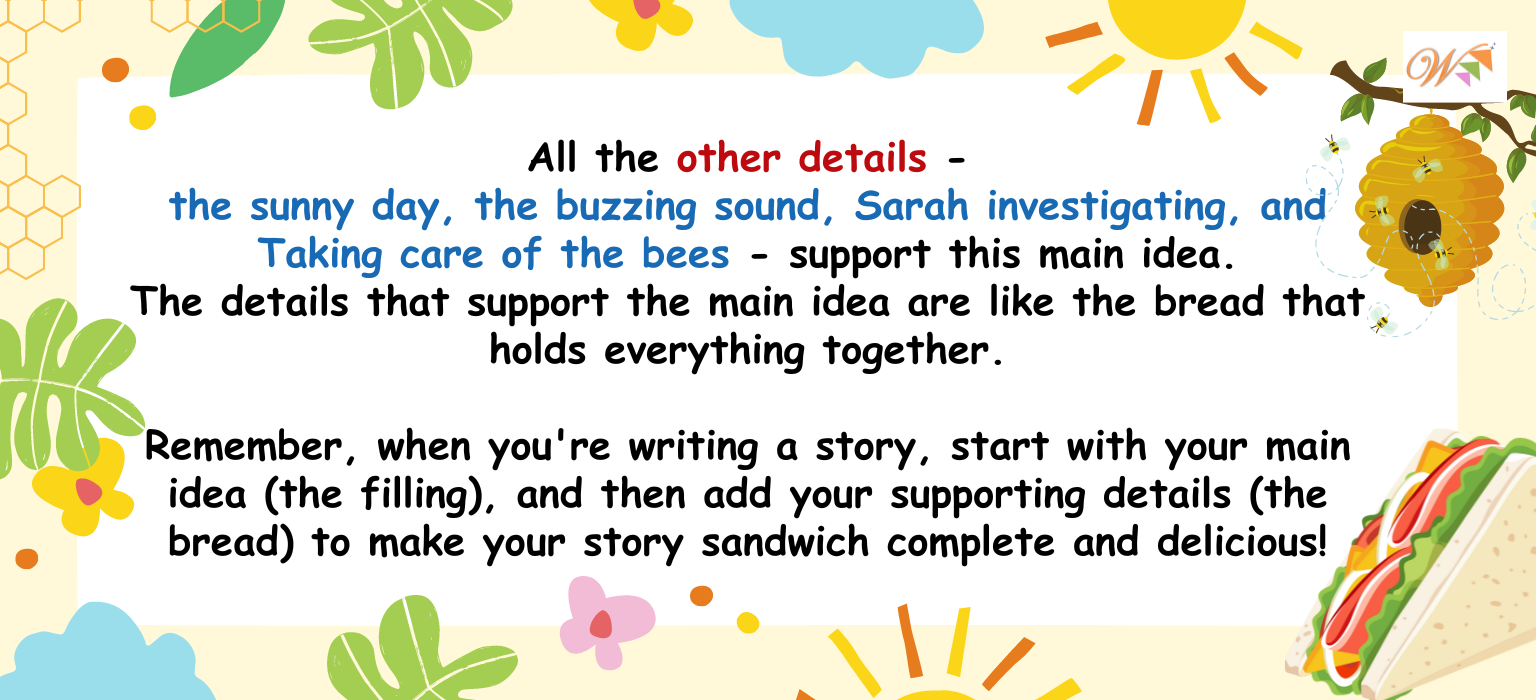 W
All the other details -
the sunny day, the buzzing sound, Sarah investigating, and
Taking care of the bees - support this main idea.
The details that support the main idea are like the bread that
holds everything together.
Remember, when you're writing a story, start with your main
idea (the filling), and then add your supporting details (the
bread) to make your story sandwich complete and delicious!